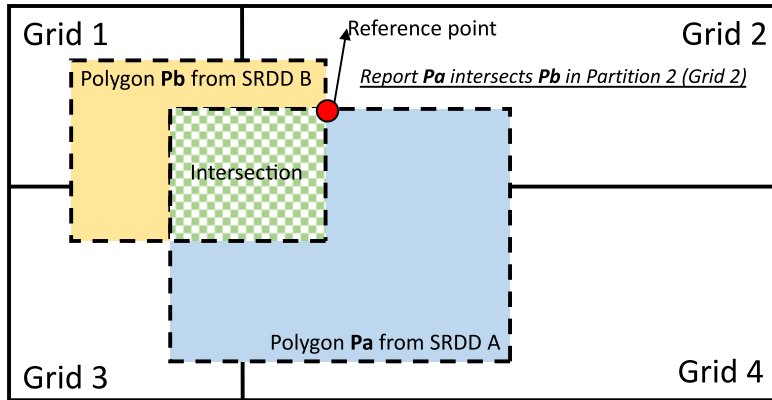 Grid 1
Reference point
Grid 2
Polygon Pb from SRDD B
Report Pa intersects Pb in Partition 2 (Grid 2)
Intersection
Polygon Pa from SRDD A
Grid 3
Grid 4